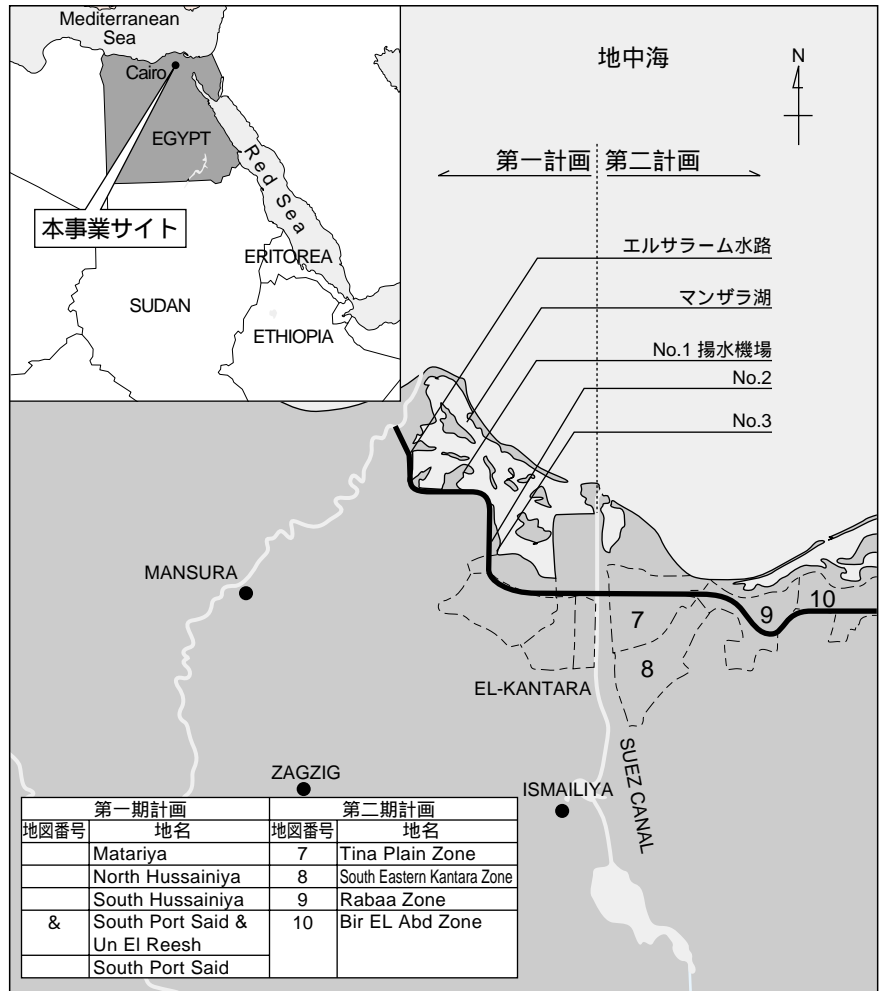 Mediterranean
Sea
Cairo
EGYPT
Red Sea
本事業サイト
ERITOREA
SUDAN
ETHIOPIA
地中海
N
第一計画 第二計画
エルサラーム水路
マンザラ湖
No.1 揚水機場
No.2
No.3
MANSURA
7
8
9
10
EL-KANTARA
SUEZ CANAL
ZAGZIG
ISMAILIYA
第一期計画 第二期計画
地図番号 地名 地図番号 地名
Matariya 7 Tina Plain Zone
North Hussainiya 8 South Eastern Kantara Zone
South Hussainiya 9 Rabaa Zone
& South Port Said & 10 Bir EL Abd Zone
Un El Reesh
South Port Said